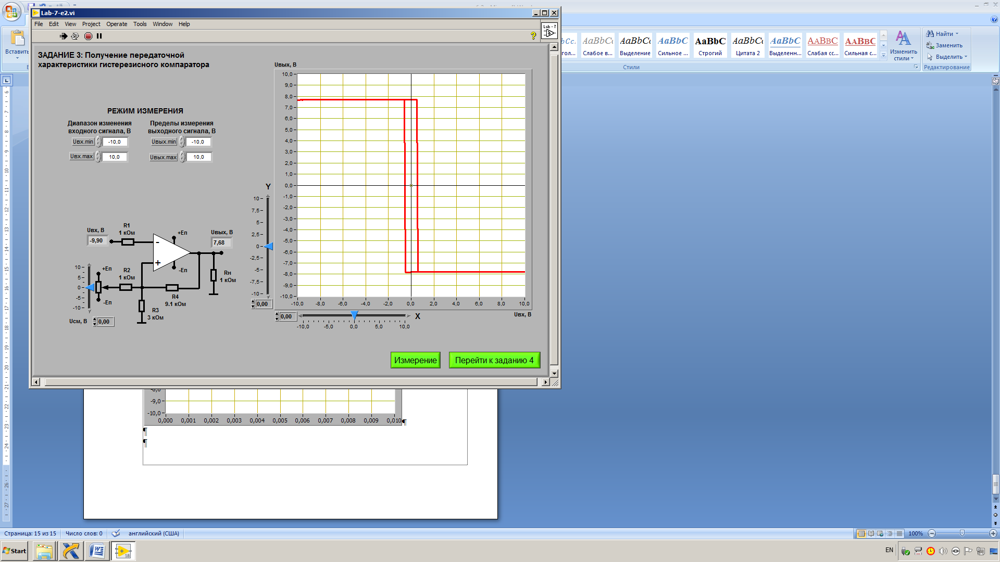 Lab-7-e2.vi
File Edit View Project Operate Tools Window Help
Lab - 7
ЗАДАНИЕ 3: Получение передаточной
характеристики гистерезисного компаратора
РЕЖИМ ИЗМЕРЕНИЯ
Диапазон изменения
входного сигнала, В
Uвх.min -10,0
Uвх.max 10,0
Пределы измерения
выходного сигнала, В
Uвых.min -10,0
Uвых.max 10,0
Uвых, В
10,0
9,0
8,0
7,0
6,0
5,0
4,0
3,0
2,0
1,0
0,0
-1,0
-2,0
-3,0
-4,0
-5,0
-6,0
-7,0
-8,0
-9,0
-10,0
-10,0 -8,0 -6,0 -4,0 -2,0 0,0 2,0 4,0 6,0 8,0 10,0
Uвх, В
Y
10
7,5
5
2,5
0
-2,5
-5
-7,5
-10
0,00
0,00
X
-10,0 -5,0 0,0 5,0 10,0
Uвх, В
-9,90
R1
1 кОм
+Еп
-
+
-Еп
Uвых, В
7,68
Rн
1 кОм
10
5
0
-5
-10
+Еп
-Еп
R2
1 кОм
R4
9.1 кОм
R3
3 кОм
Uсм, В 0,00
Измерение
Перейти к заданию 4
Вставить
Слабое в...
Выделение
Сильное ...
Строгий
Цитата 2
Выделенн...
Слабая сс...
Сильная с...
Изменить
стили
Стили
Найти
Заменить
Выделить
Редактирование
-9,0
-10,0
0,000 0,001 0,002 0,003 0,004 0,005 0,006 0,007 0,008 0,009 0,010 ¶
¶
¶
Страница: 15 из 15 Число слов: 0 английский (США)
100%
Start
18
EN